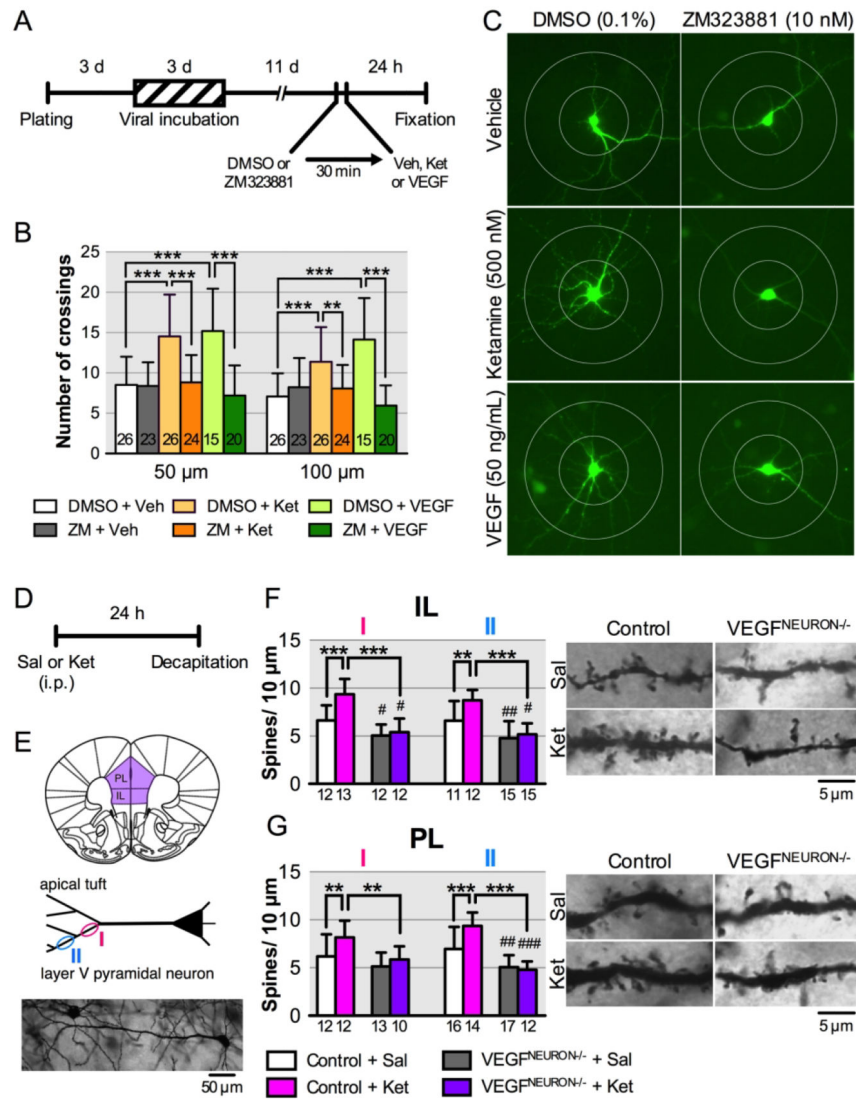 A
3 d
3 d
11 d
24 h
Plating
Viral incubation
Fixation
DMSO or
ZM323881
30 min
Veh, Ket
or VEGF
B
Number of crossings
25
20
15
10
5
0
***
*** ***
***
***
*** **
***
26 23 26 24 15 20
26 23 26 24 15 20
50 µm
100 µm
DMSO + Veh
DMSO + Ket
DMSO + VEGF
ZM + Veh
ZM + Ket
ZM + VEGF
C
DMSO (0.1%)
ZM323881 (10 nM)
Vehicle
Ketamine (500 nM)
VEGF (50 ng/mL)
D
24 h
Sal or Ket
(i.p.)
Decapitation
E
PL
IL
apical tuft
I
II
layer V pyramidal neuron
50 µm
F
IL
I
II
Spines/ 10 µm
15
10
5
0
*** ***
** ***
# #
## #
12 13 12 12
11 12 15 15
Control
VEGFNEURON-/-
Sal
Ket
5 µm
G
PL
I
II
Spines/ 10 µm
15
10
5
0
** **
*** ***
## ###
12 12 13 10
16 14 17 12
Control
VEGFNEURON-/-
Sal
Ket
5 µm
Control + Sal
VEGFNEURON-/- + Sal
Control + Ket
VEGFNEURON-/- + Ket